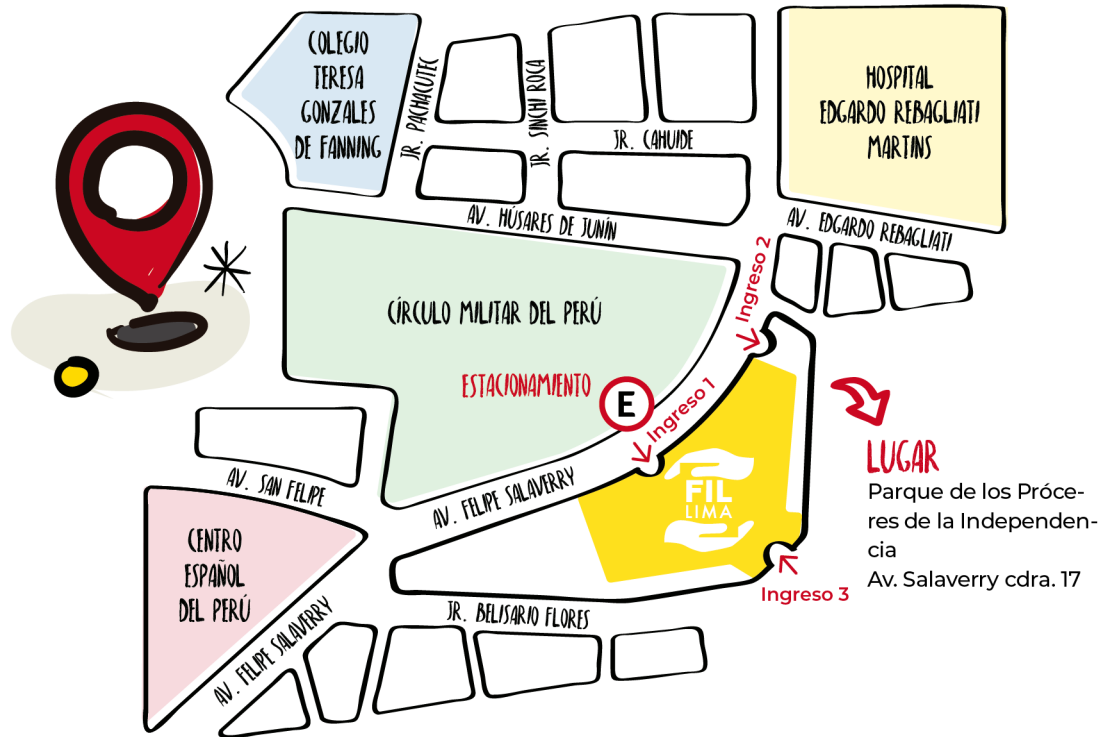 COLEGIO
TERESA
GONZALES
DE FANNING
JR. PACHACUTEC
JR. SINCHI ROCA
JR. CAHUIDE
HOSPITAL
EDGARDO REBAGLIATI
MARTINS
AV. HÚSARES DE JUNÍN
AV. EDGARDO REBAGLIATI
CÍRCULO MILITAR DEL PERÚ
Ingreso 2
ESTACIONAMIENTO
E
Ingreso 1
AV. FELIPE SALAVERRY
FIL
LIMA
LUGAR
Parque de los Próce-
res de la Independen-
cia
Av. Salaverry cdra. 17
Ingreso 3
AV. SAN FELIPE
CENTRO
ESPAÑOL
DEL PERÚ
AV. FELIPE SALAVERRY
JR. BELISARIO FLORES